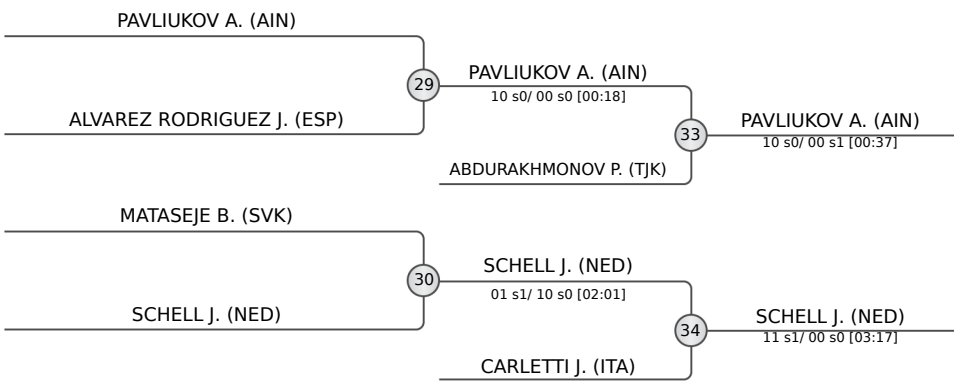 PAVLIUKOV A. (AIN)
29
ALVAREZ RODRIGUEZ J. (ESP)
PAVLIUKOV A. (AIN)
10 s0/ 00 s0 [00:18]
33
ABDURAKHMONOV P. (TJK)
PAVLIUKOV A. (AIN)
10 s0/ 00 s1 [00:37]
MATASEJE B. (SVK)
30
SCHELL J. (NED)
SCHELL J. (NED)
01 s1/ 10 s0 [02:01]
34
CARLETTI J. (ITA)
SCHELL J. (NED)
11 s1/ 00 s0 [03:17]